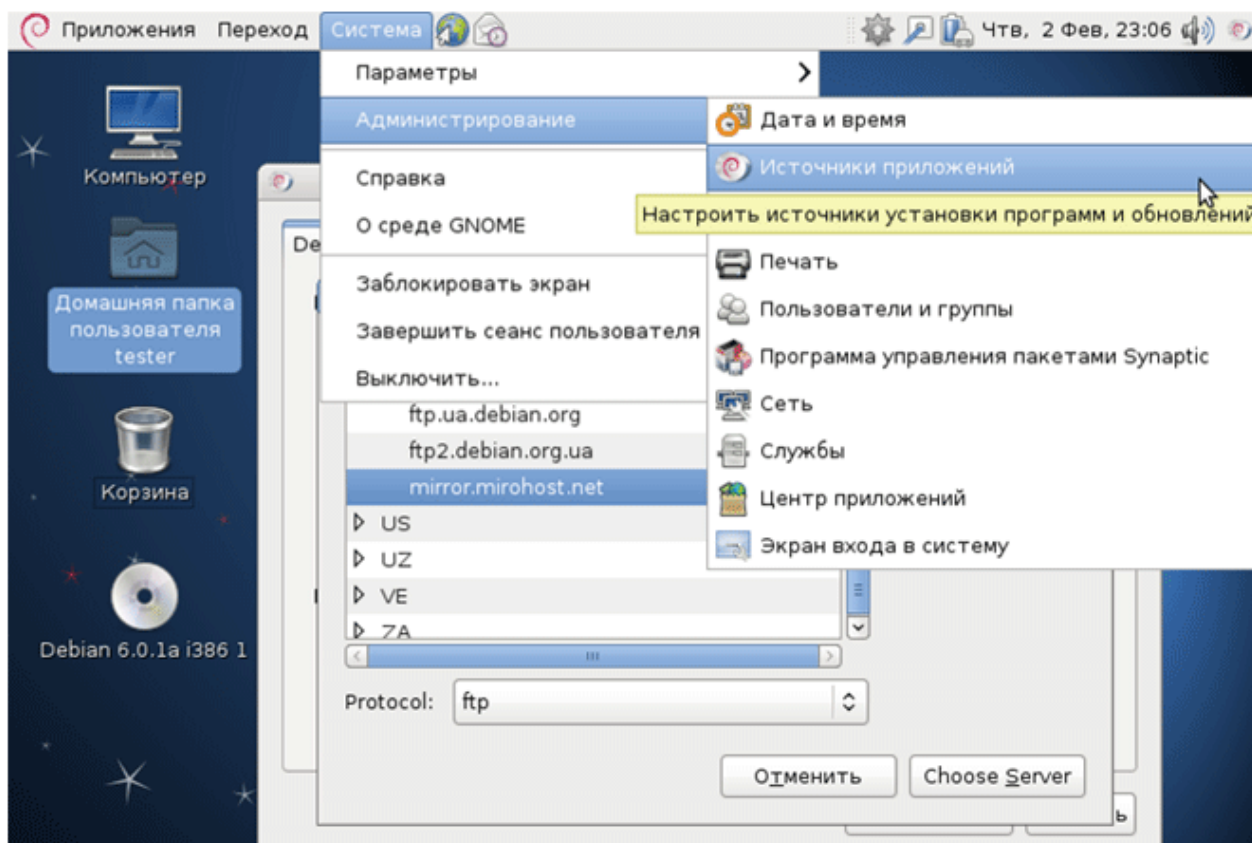 Приложения Переход Система Чтв, 2 Фев, 23:06
Параметры
Администрирование
Справка
О среде GNOME
Заблокировать экран
Завершить сеанс пользователя
Выключить...
Дата и время
Источники приложений
Настроить источники установки программ и обновлений
Печать
Пользователи и группы
Программа управления пакетами Synaptic
Сеть
Службы
Центр приложений
Экран входа в систему
Компьютер
Домашняя папка
пользователя
tester
Корзина
Debian 6.0.1a i386 1
De
ftp.ua.debian.org
ftp2.debian.org.ua
mirror.mirohost.net
US
UZ
VE
ZA
Protocol: ftp
Отменить Choose Server
ь